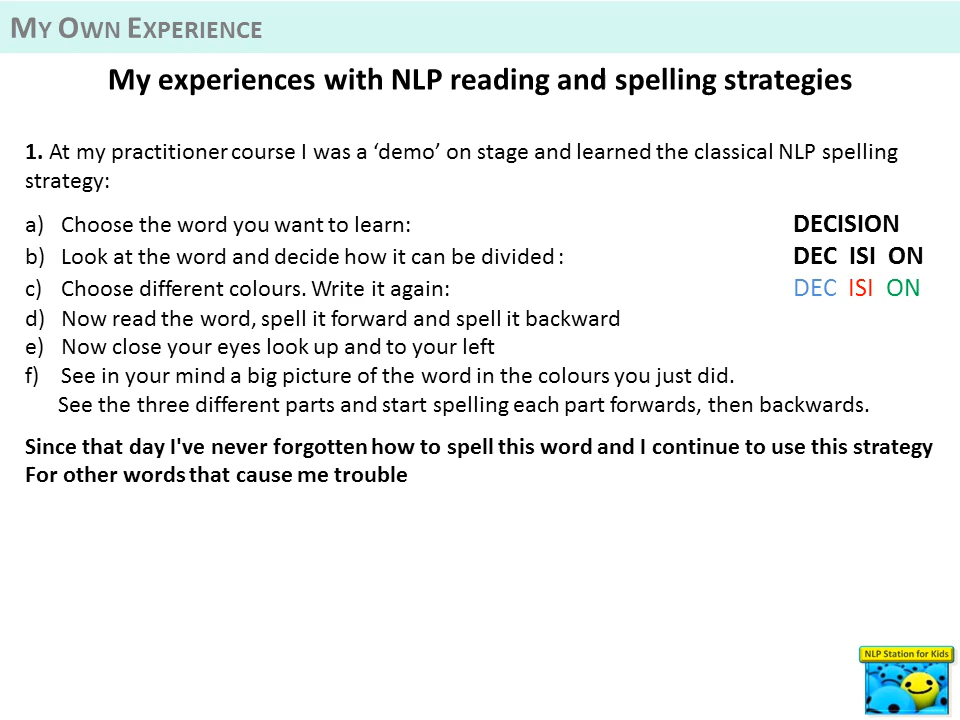 MY OWN EXPERIENCE
My experiences with NLP reading and spelling strategies
1. At my practitioner course I was a ‘demo’ on stage and learned the classical NLP spelling
strategy:
a) Choose the word you want to learn: DECISION
b) Look at the word and decide how it can be divided : DEC ISI ON
c) Choose different colours. Write it again: DEC ISI ON
d) Now read the word, spell it forward and spell it backward
e) Now close your eyes look up and to your left
f) See in your mind a big picture of the word in the colours you just did.
See the three different parts and start spelling each part forwards, then backwards.
Since that day I've never forgotten how to spell this word and I continue to use this strategy
For other words that cause me trouble
NLP Station for Kids